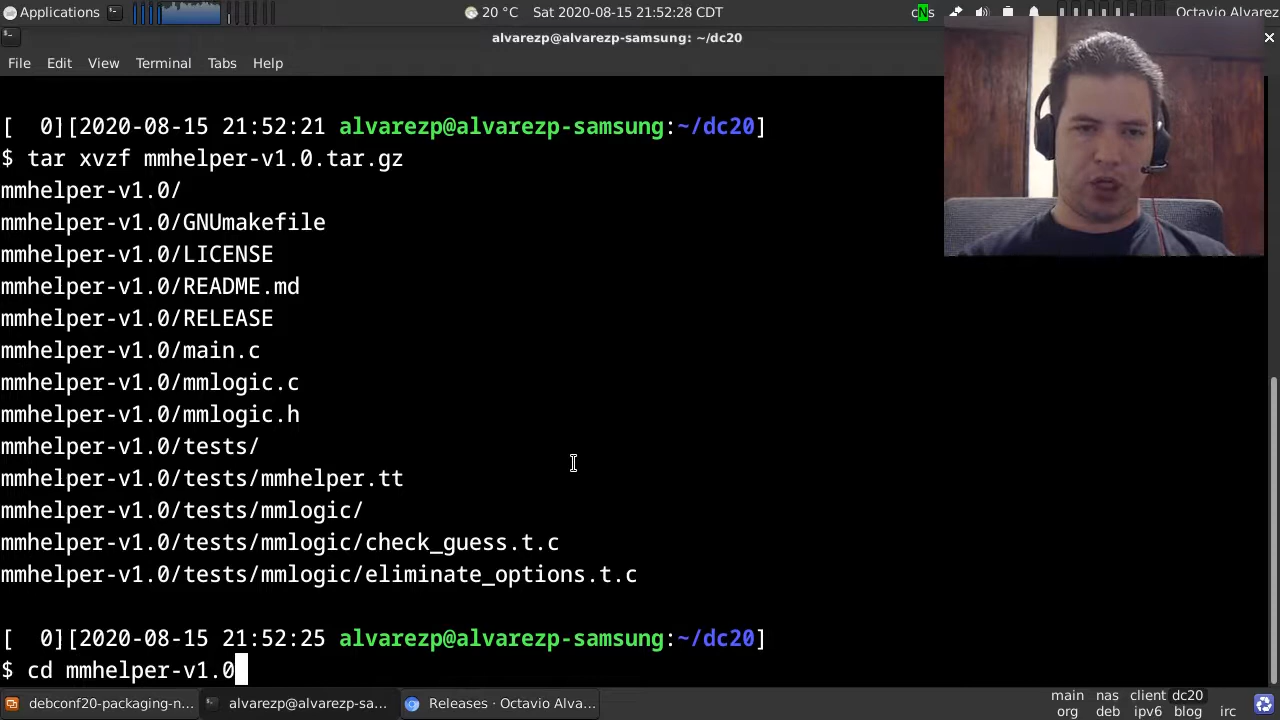 Applications
20 °C Sat 2020-08-15 21:52:28 CDT
Octavio Alvarez
alvarezp@alvarezp-samsung: ~/dc20
File Edit View Terminal Tabs Help
[  0][2020-08-15 21:52:21 alvarezp@alvarezp-samsung:~/dc20]
$ tar xvzf mmhelper-v1.0.tar.gz
mmhelper-v1.0/
mmhelper-v1.0/GNUmakefile
mmhelper-v1.0/LICENSE
mmhelper-v1.0/README.md
mmhelper-v1.0/RELEASE
mmhelper-v1.0/main.c
mmhelper-v1.0/mmlogic.c
mmhelper-v1.0/mmlogic.h
mmhelper-v1.0/tests/
mmhelper-v1.0/tests/mmhelper.tt
mmhelper-v1.0/tests/mmlogic/
mmhelper-v1.0/tests/mmlogic/check_guess.t.c
mmhelper-v1.0/tests/mmlogic/eliminate_options.t.c
[  0][2020-08-15 21:52:25 alvarezp@alvarezp-samsung:~/dc20]
$ cd mmhelper-v1.0
debconf20-packaging-n... alvarezp@alvarezp-sa... Releases - Octavio Alva...
main nas client dc20
org deb ipv6 blog irc